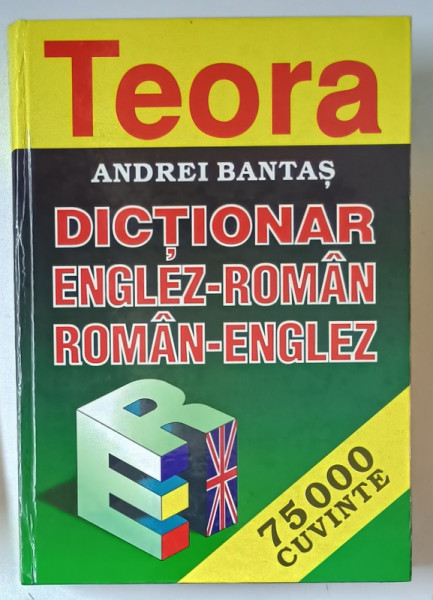 Teora
ANDREI BANTAȘ
DICȚIONAR
ENGLEZ-ROMÂN
ROMÂN-ENGLEZ
R
E
75000
CUVINTE